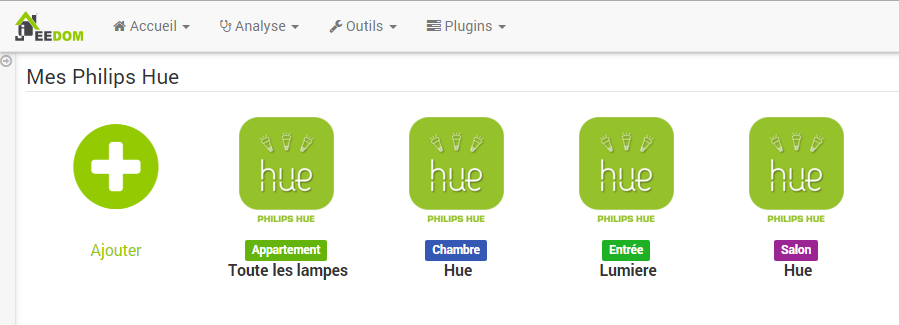 JEEDOM Accueil Analyse Outils Plugins
Mes Philips Hue
hue hue hue hue
PHILIPS HUE PHILIPS HUE PHILIPS HUE PHILIPS HUE
Ajouter Appartement Chambre Entrée Salon
Toute les lampes Hue Lumiere Hue